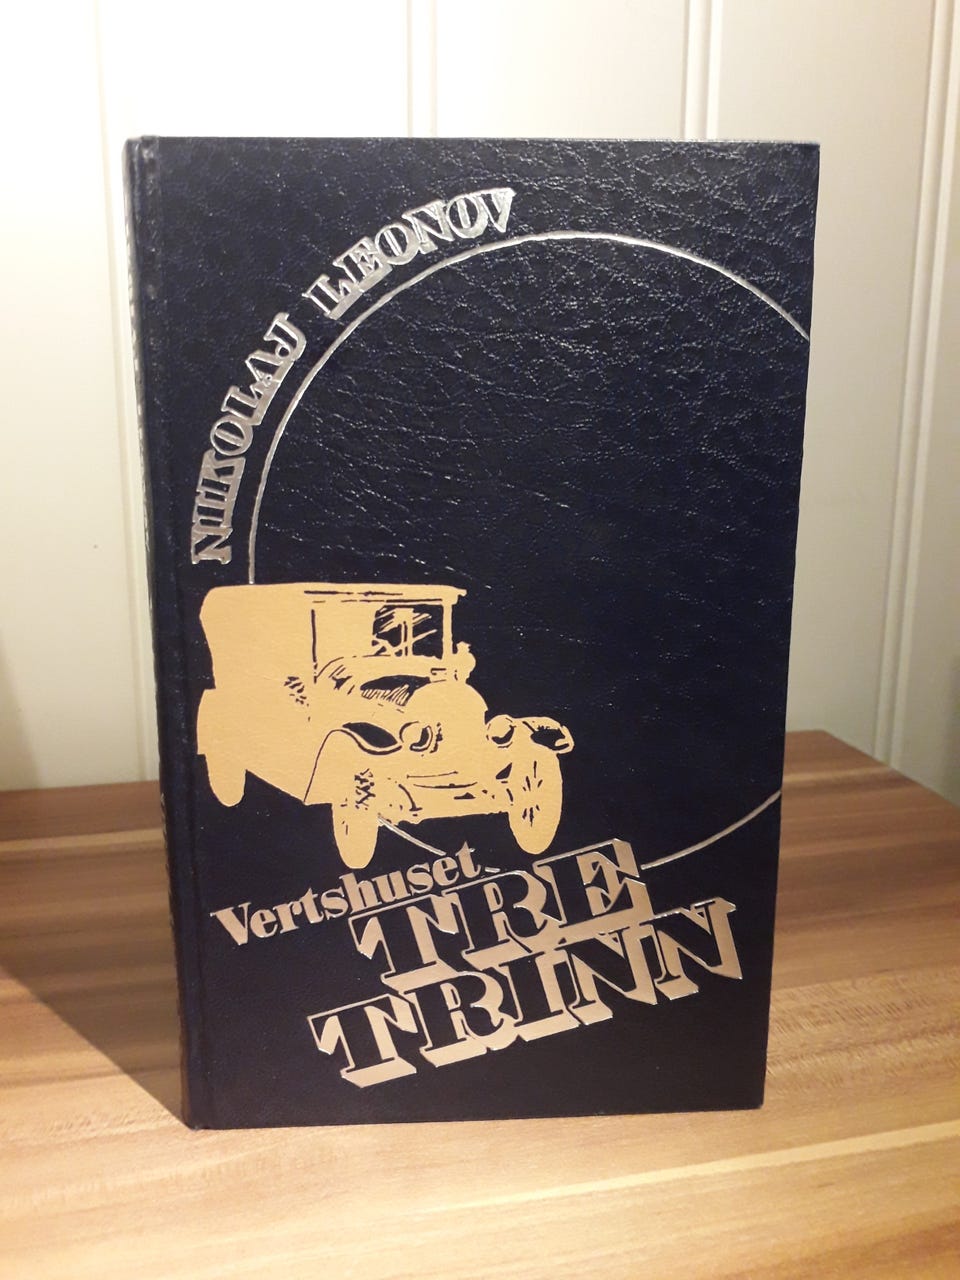 NIKOLAJ LEONOV
Vertshuset
TRE
TRINN